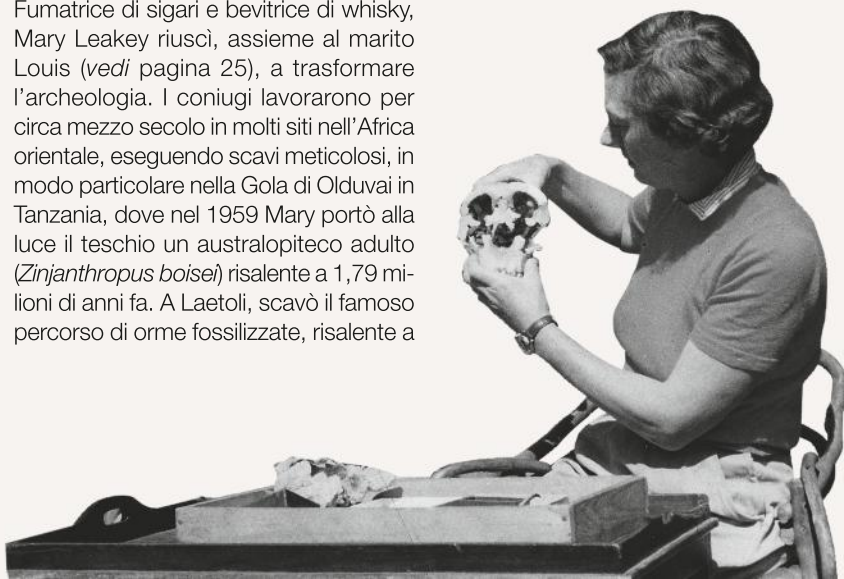 Fumatrice di sigari e bevitrice di whisky,
Mary Leakey riuscì, assieme al marito
Louis (vedi pagina 25), a trasformare
l’archeologia. I coniugi lavorarono per
circa mezzo secolo in molti siti nell’Africa
orientale, eseguendo scavi meticolosi, in
modo particolare nella Gola di Olduvai in
Tanzania, dove nel 1959 Mary portò alla
luce il teschio un australopiteco adulto
(Zinjanthropus boisei) risalente a 1,79 mi-
lioni di anni fa. A Laetoli, scavò il famoso
percorso di orme fossilizzate, risalente a